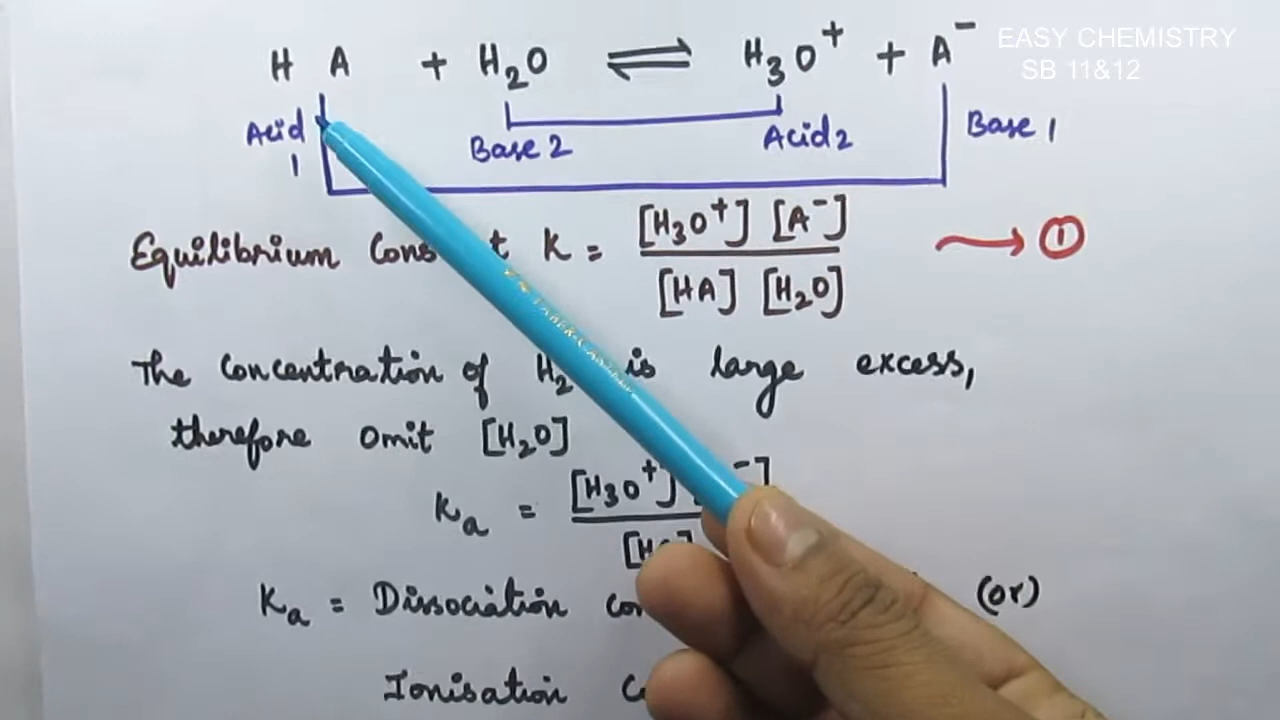 EASY CHEMISTRY
SB 11&12
H A + H₂O ⇌ H₃O⁺ + A⁻
Acid 1 Base 2 Acid 2 Base 1
Equilibrium K = [H₃O⁺] [A⁻] / [HA] [H₂O] → ①
The concentration of is large excess,
therefore omit [H₂O]
Kₐ = [H₃O⁺]
Kₐ = Dissociation (or)
Ionisation